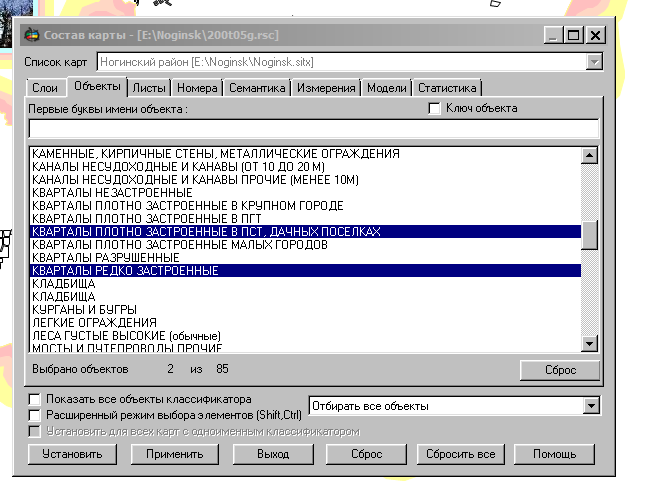 Состав карты - [E:\Noginsk\200t05g.rsc]
Список карт Ногинский район [E:\Noginsk\Noginsk.sitx]
Слои Объекты Листы Номера Семантика Измерения Модели Статистика
Первые буквы имени объекта : Ключ объекта
КАМЕННЫЕ, КИРПИЧНЫЕ СТЕНЫ, МЕТАЛЛИЧЕСКИЕ ОГРАЖДЕНИЯ
КАНАЛЫ НЕСУДОХОДНЫЕ И КАНАВЫ (ОТ 10 ДО 20 М)
КАНАЛЫ НЕСУДОХОДНЫЕ И КАНАВЫ ПРОЧИЕ (МЕНЕЕ 10М)
КВАРТАЛЫ НЕЗАСТРОЕННЫЕ
КВАРТАЛЫ ПЛОТНО ЗАСТРОЕННЫЕ В КРУПНОМ ГОРОДЕ
КВАРТАЛЫ ПЛОТНО ЗАСТРОЕННЫЕ В ПГТ
КВАРТАЛЫ ПЛОТНО ЗАСТРОЕННЫЕ В ПСТ, ДАЧНЫХ ПОСЕЛКАХ
КВАРТАЛЫ ПЛОТНО ЗАСТРОЕННЫЕ МАЛЫХ ГОРОДОВ
КВАРТАЛЫ РАЗРУШЕННЫЕ
КВАРТАЛЫ РЕДКО ЗАСТРОЕННЫЕ
КЛАДБИЩА
КЛАДБИЩА
КУРГАНЫ И БУГРЫ
ЛЕГКИЕ ОГРАЖДЕНИЯ
ЛЕСА ГУСТЫЕ ВЫСОКИЕ (обычные)
МОСТЫ И ПУТЕПРОВОДЫ ПРОЧИЕ
Выбрано объектов 2 из 85 Сброс
Показать все объекты классификатора
Отбирать все объекты
Расширенный режим выбора элементов (Shift,Ctrl)
Установить для всех карт с одноименным классификатором
Установить Применить Выход Сброс Сбросить все Помощь